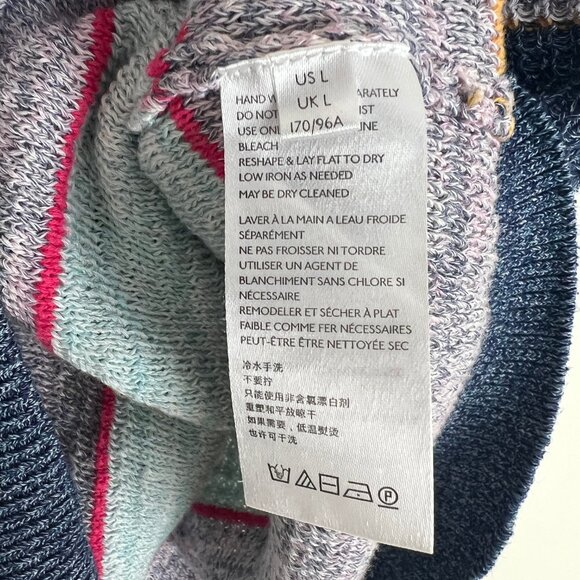 US L
UK L
170/96A
HAND W ARATELY
DO NOT IST
USE ONL INE
BLEACH
RESHAPE & LAY FLAT TO DRY
LOW IRON AS NEEDED
MAY BE DRY CLEANED
LAVER À LA MAIN A LEAU FROIDE
SÉPARÉMENT
NE PAS FROISSER NI TORDRE
UTILISER UN AGENT DE
BLANCHIMENT SANS CHLORE SI
NÉCESSAIRE
REMODELER ET SÉCHER À PLAT
FAIBLE COMME FER NÉCESSAIRES
PEUT-ÊTRE ÊTRE NETTOYÉE SEC
冷水手洗
不要拧
只能使用非含氯漂白剂
重塑和平放晾干
如果需要，低温熨烫
也许可干洗